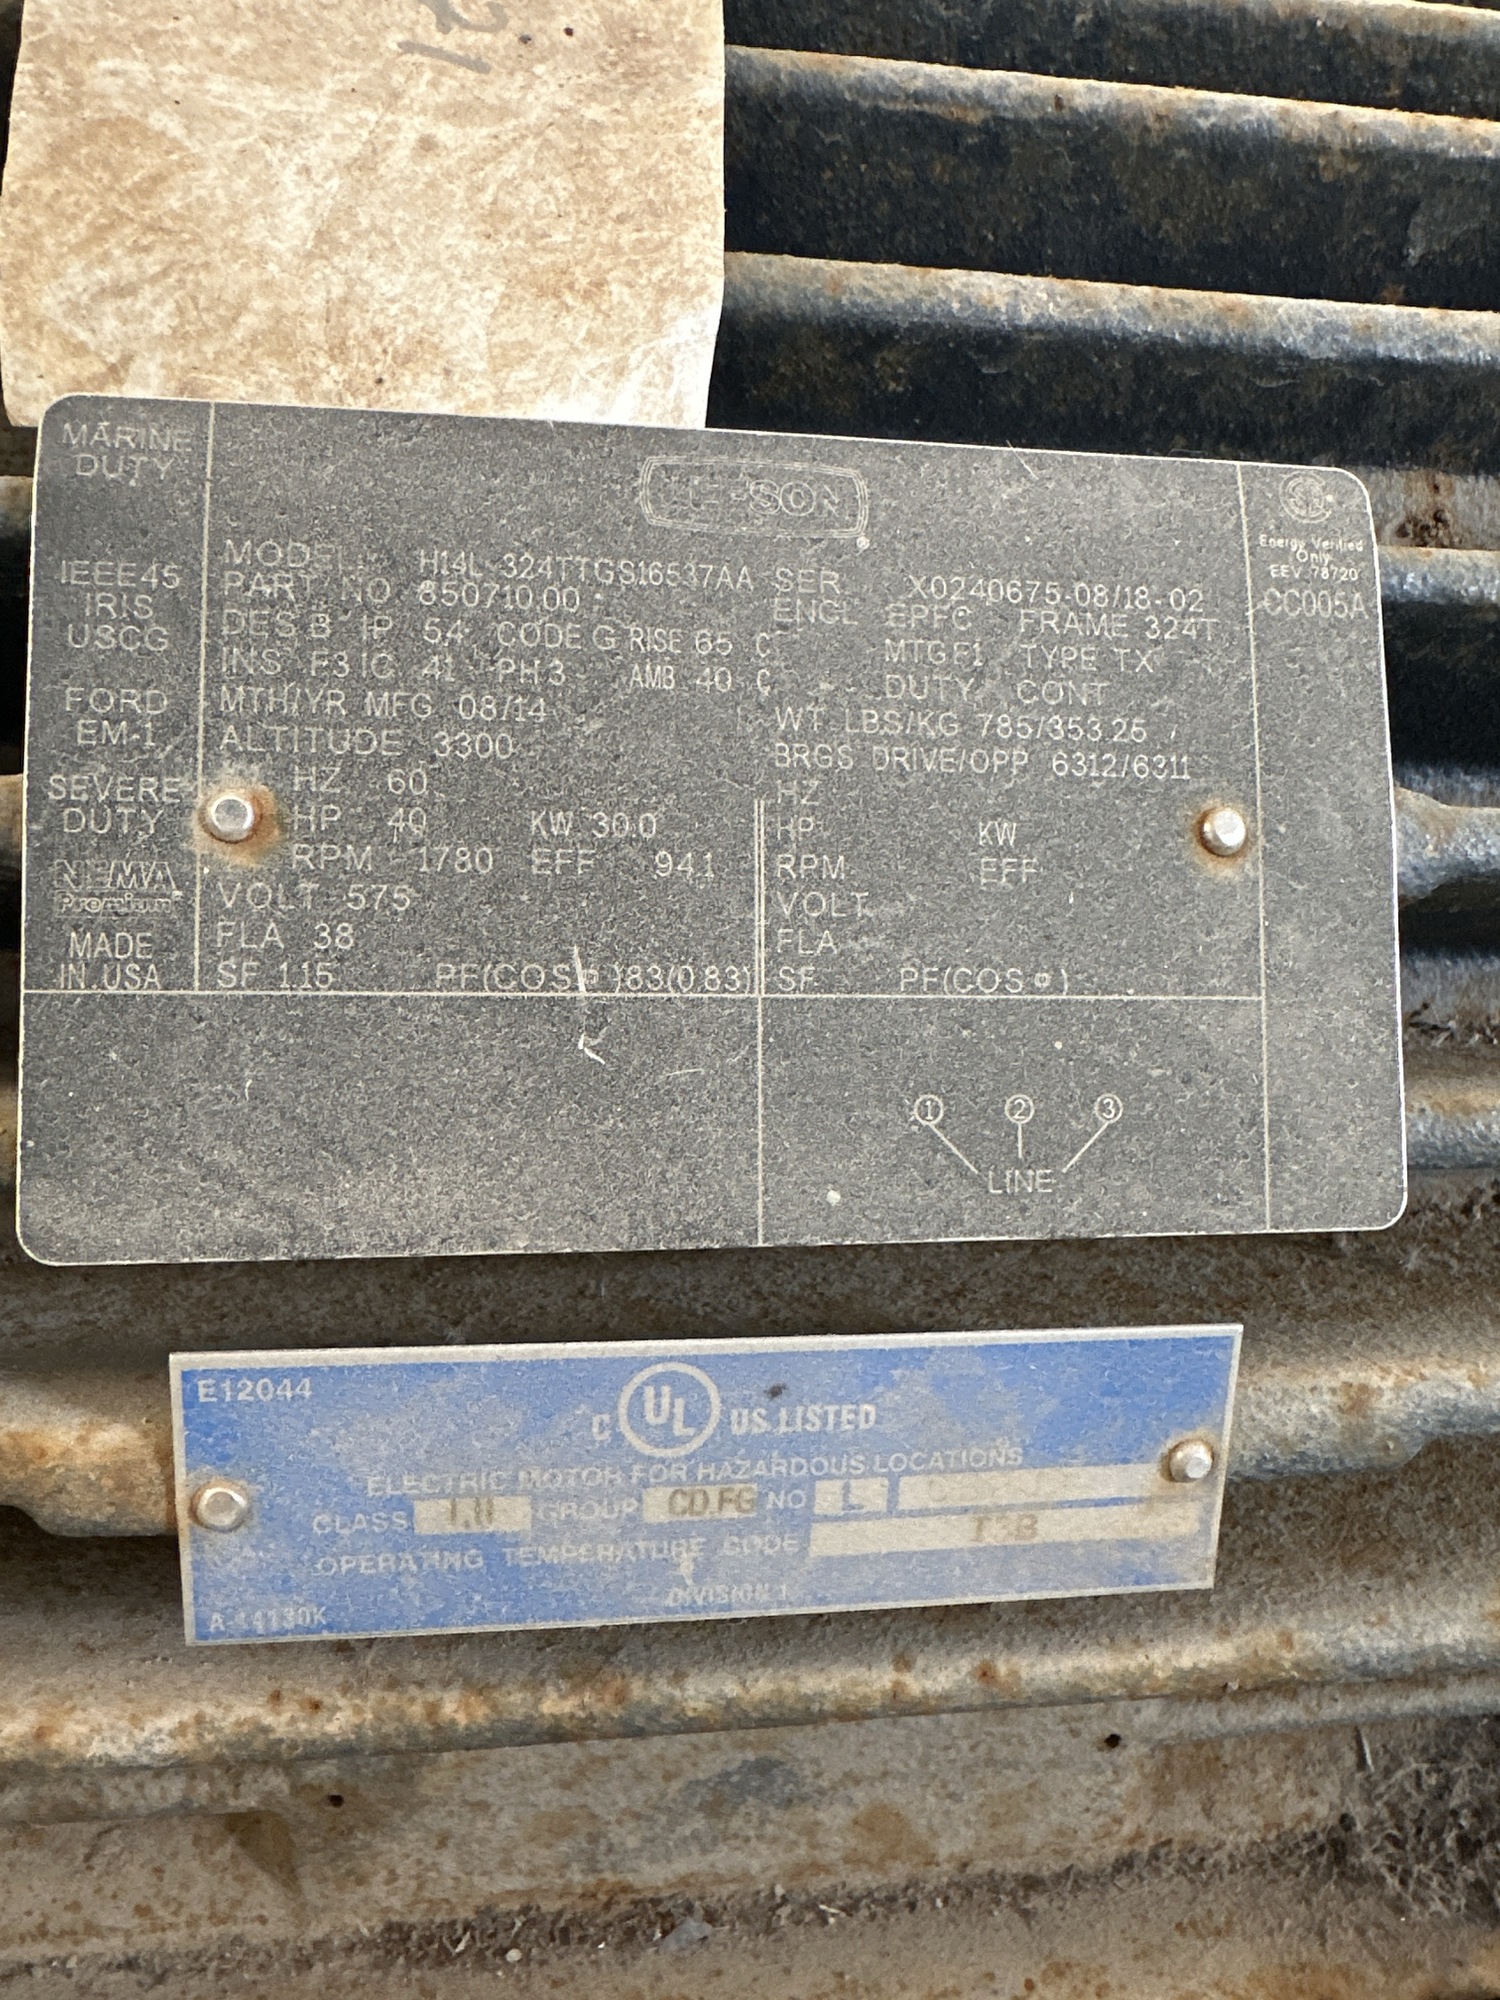 MARINE
DUTY
IEEE45
IRIS
USCG
FORD
EM-1
SEVERE
DUTY
NEMA
Premium
MADE
IN USA
SON
®
MODEL H14L 324TTGS16537AA SER X0240675-08/18-02
PART NO 850710.00 ENCL EPFC FRAME 324T
DES B IP 54 CODE G RISE 65 C MTG F1 TYPE TX
INS F3 IC 41 PH 3 AMB 40 C DUTY CONT
MTH/YR MFG 08/14 WT LBS/KG 785/353.25
ALTITUDE 3300 BRGS DRIVE/OPP 6312/6311
HZ 60
HP 40 KW 30.0
RPM 1780 EFF 94.1
VOLT 575
FLA 38
SF 1.15 PF(COS φ)83(0.83)
HZ
HP KW
RPM EFF
VOLT
FLA
SF PF(COS φ)
1 2 3
LINE
Energy Verified
Only
EEV 78720
CC005A
E12044
C UL US LISTED
ELECTRIC MOTOR FOR HAZARDOUS LOCATIONS
CLASS I,II GROUP CD,FG NO
OPERATING TEMPERATURE CODE T3B
DIVISION 1